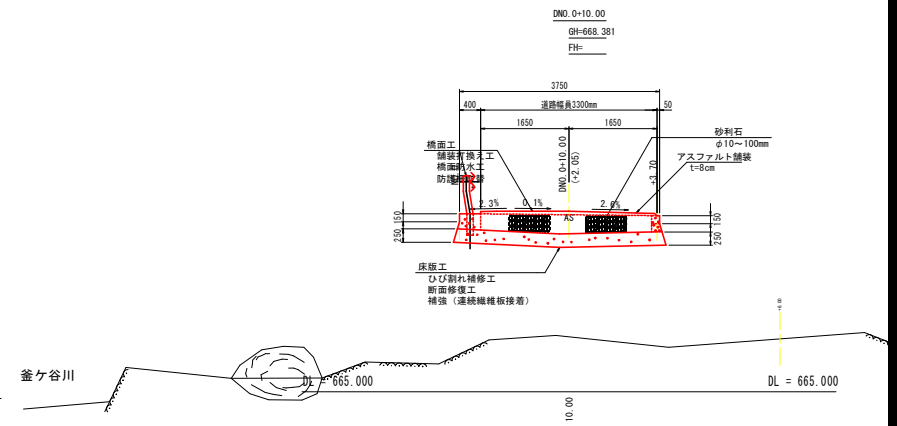 DNO.0+10.00
GH=668.381
FH=
3750
400
道路幅員3300mm
50
1650
1650
砂利石
φ10～100mm
アスファルト舗装
t=8cm
橋面工
舗装打換え工
橋面防水工
DNO.0+10.00
(+2.05)
+3.70
2.3%
0.1%
2.6%
AS
150
250
150
250
床版工
ひび割れ補修工
断面修復工
補強（連続繊維板接着）
釜ケ谷川
DL = 665.000
DL = 665.000
10.00